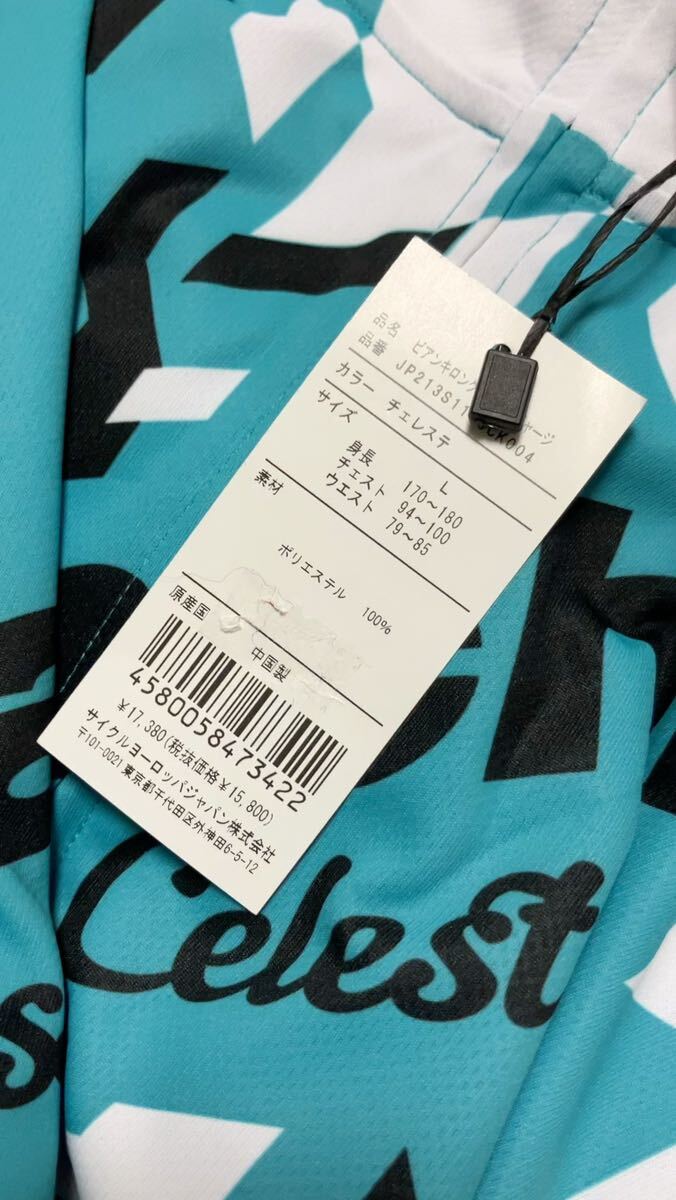 品名 ビアンキロング ャージ
品番 JP213S11 CK004
カラー チェレステ
サイズ L
身長 170~180
チェスト 94~100
ウエスト 79~85
素材
ポリエステル 100%
原産国 中国製
4580058473422
¥17,380(税抜価格¥15,800)
サイクルヨーロッパジャパン株式会社
〒101-0021 東京都千代田区外神田6-5-12
Celest
s